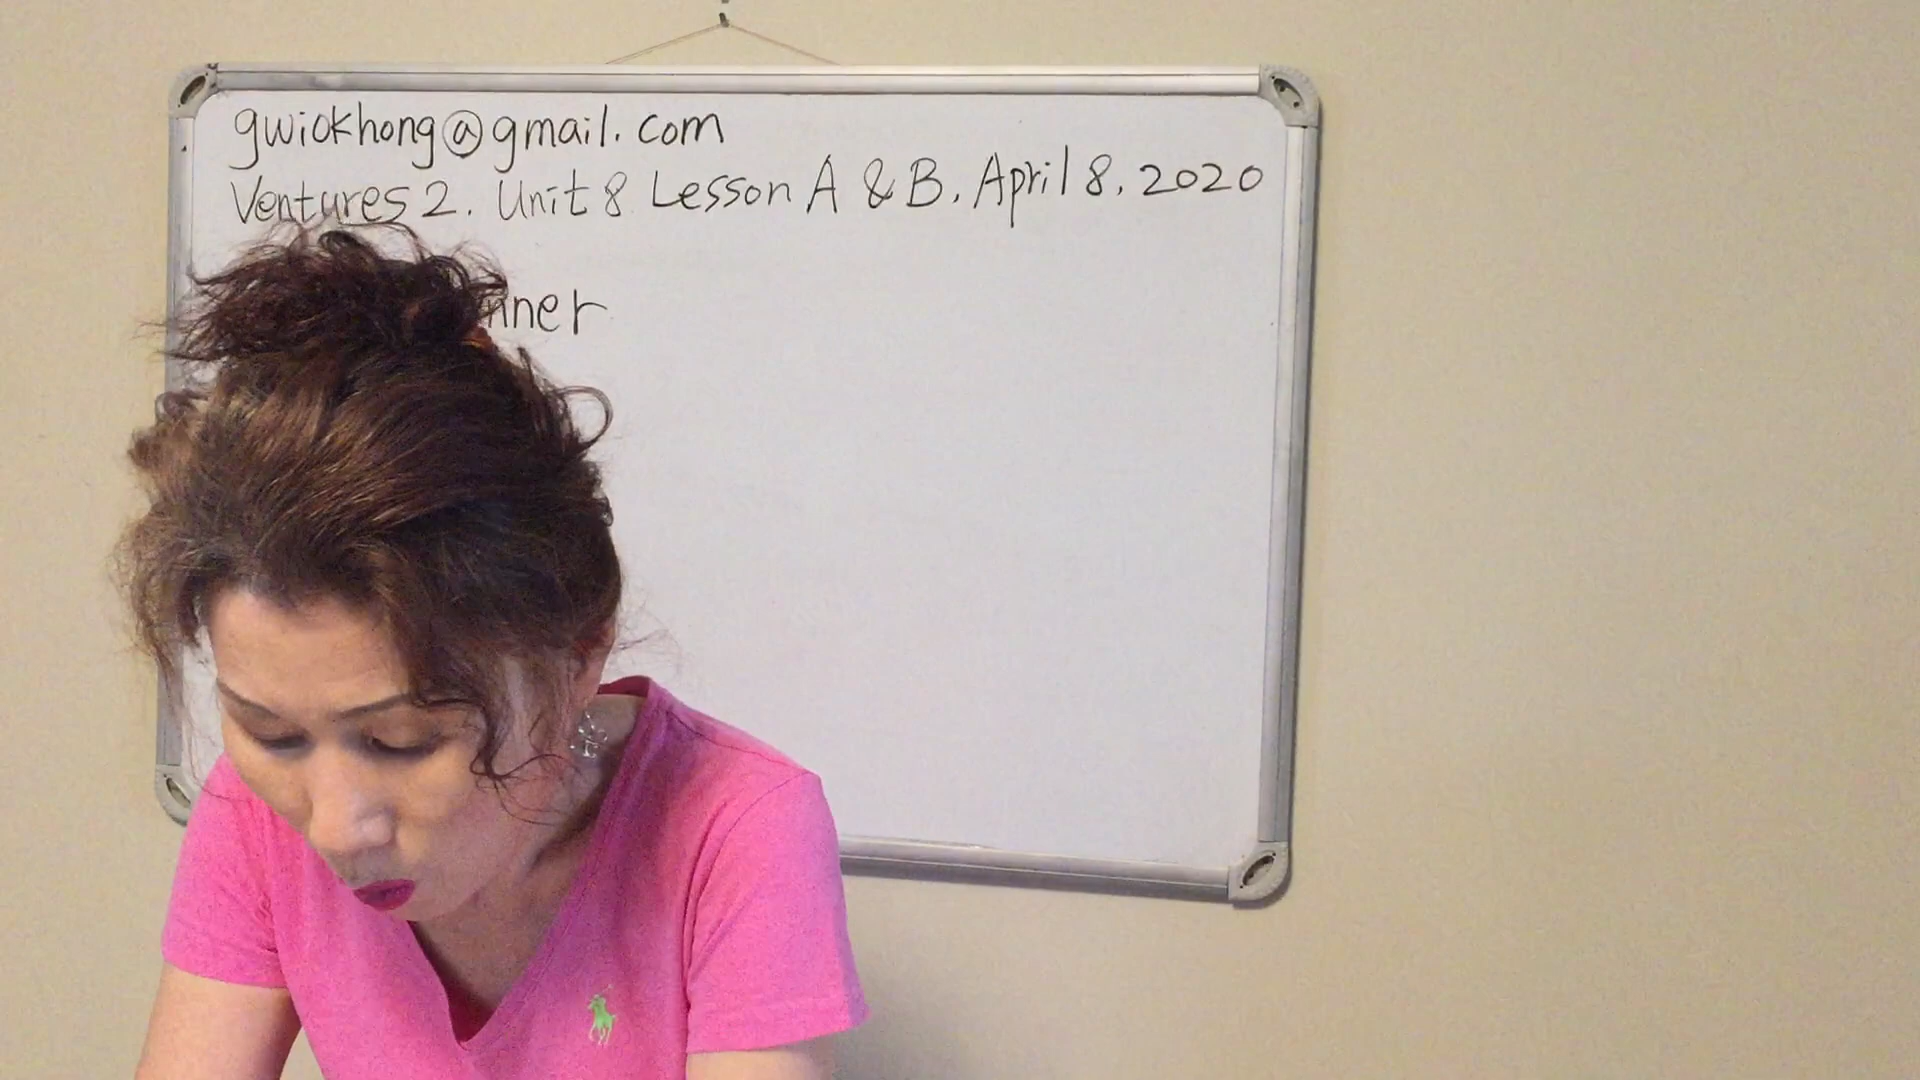 gwiokhong@gmail.com
Ventures 2. Unit 8 Lesson A & B. April 8, 2020